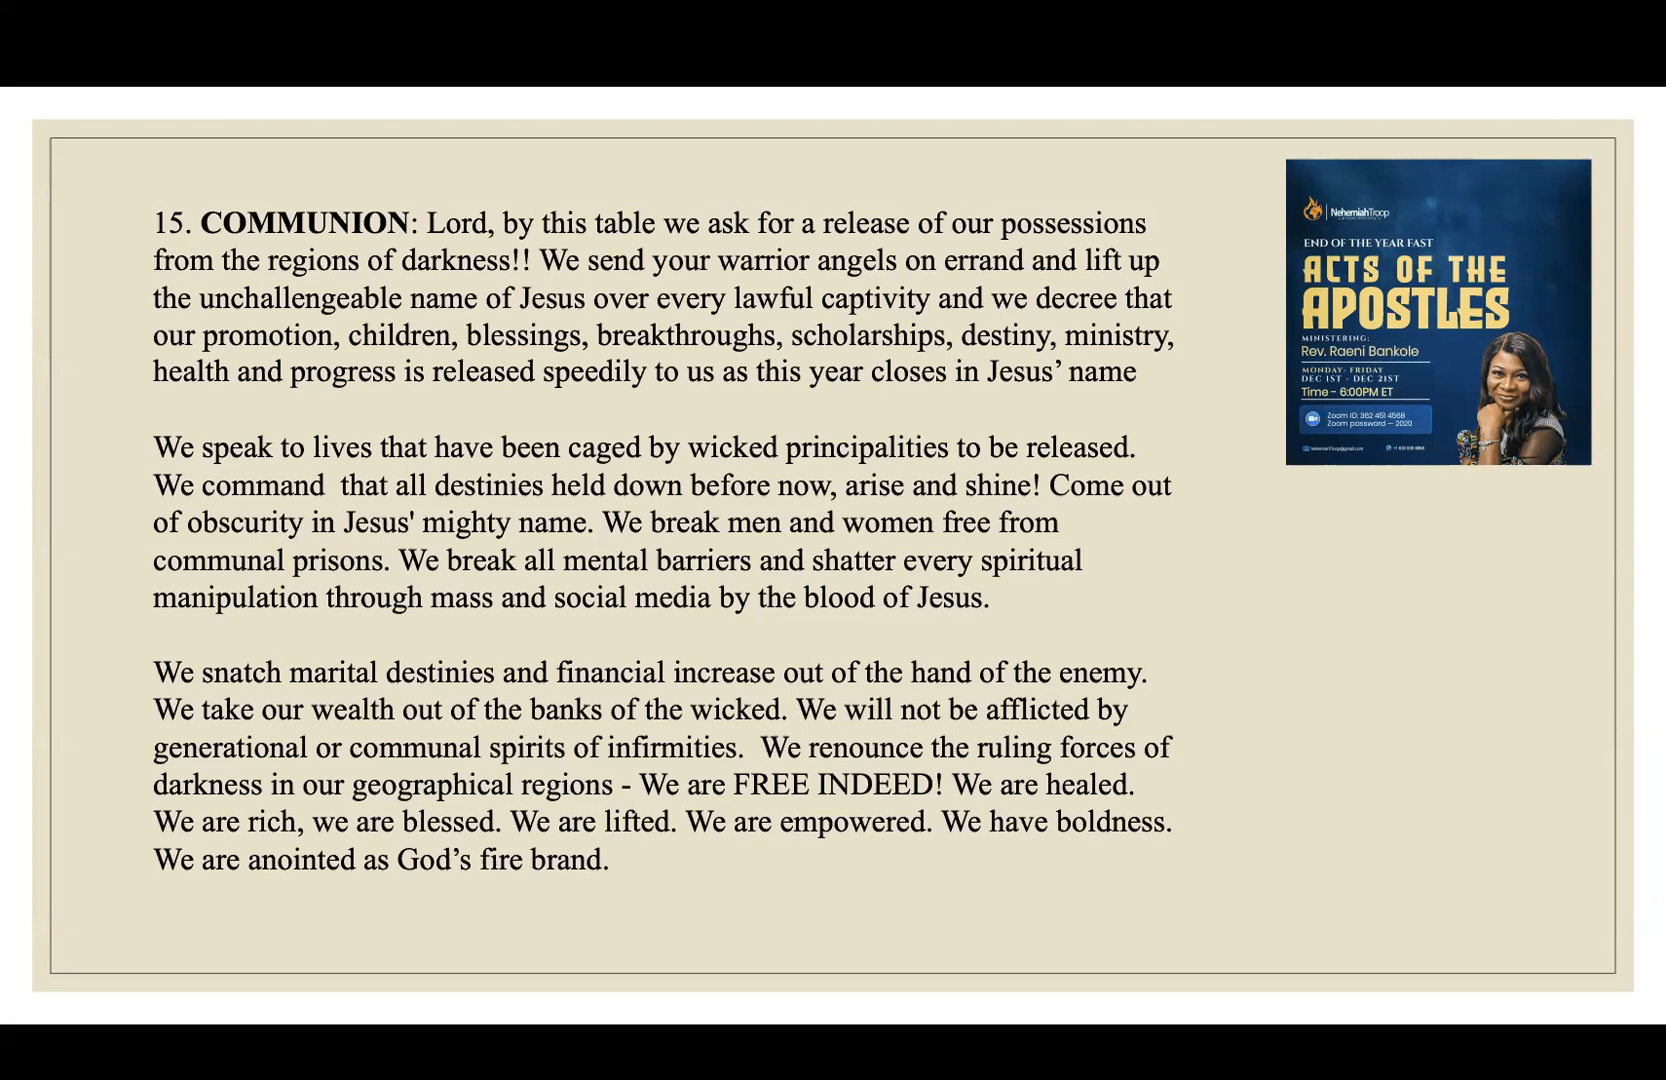 15. COMMUNION: Lord, by this table we ask for a release of our possessions
from the regions of darkness!! We send your warrior angels on errand and lift up
the unchallengeable name of Jesus over every lawful captivity and we decree that
our promotion, children, blessings, breakthroughs, scholarships, destiny, ministry,
health and progress is released speedily to us as this year closes in Jesus’ name
We speak to lives that have been caged by wicked principalities to be released.
We command  that all destinies held down before now, arise and shine! Come out
of obscurity in Jesus' mighty name. We break men and women free from
communal prisons. We break all mental barriers and shatter every spiritual
manipulation through mass and social media by the blood of Jesus.
We snatch marital destinies and financial increase out of the hand of the enemy.
We take our wealth out of the banks of the wicked. We will not be afflicted by
generational or communal spirits of infirmities.  We renounce the ruling forces of
darkness in our geographical regions - We are FREE INDEED! We are healed.
We are rich, we are blessed. We are lifted. We are empowered. We have boldness.
We are anointed as God’s fire brand.
NehemiahTroop
END OF THE YEAR FAST
ACTS OF THE
APOSTLES
MINISTERING:
Rev. Raeni Bankole
MONDAY- FRIDAY
DEC 1ST - DEC 21ST
Time - 6:00PM ET
Zoom ID: 362 451 4568
Zoom password — 2020
NehemiahTroop@gmail.com